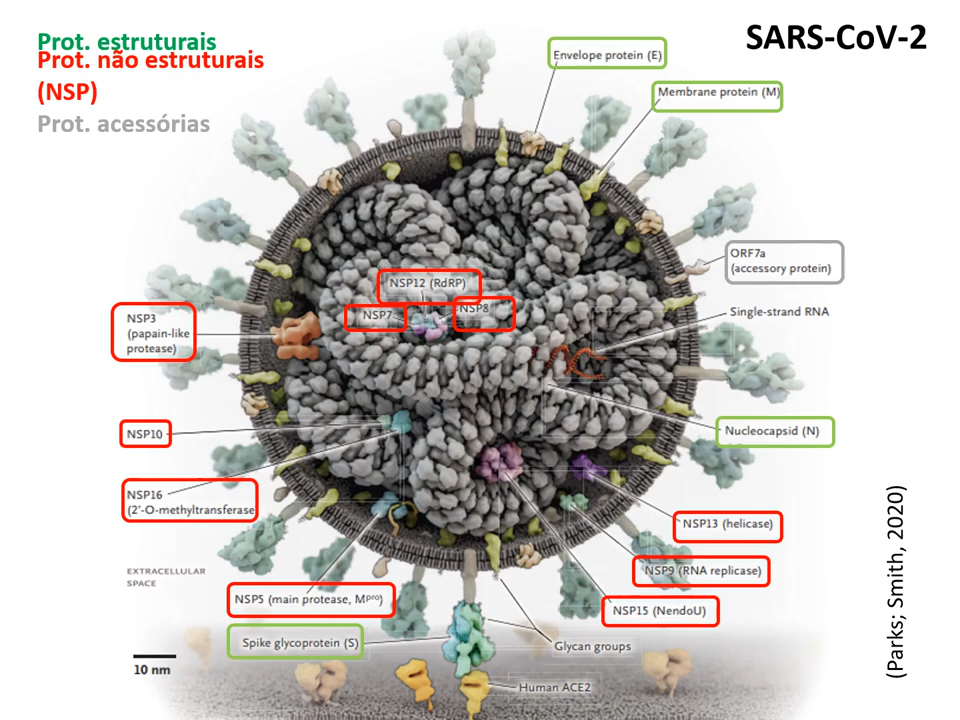 Prot. estruturais
Prot. não estruturais
(NSP)
Prot. acessórias
SARS-CoV-2
Envelope protein (E)
Membrane protein (M)
ORF7a
(accessory protein)
NSP12 (RdRP)
NSP7
NSP8
Single-strand RNA
NSP3
(papain-like
protease)
NSP10
Nucleocapsid (N)
NSP16
(2'-O-methyltransferase
NSP13 (helicase)
NSP9 (RNA replicase)
EXTRACELLULAR
SPACE
NSP5 (main protease, Mpro)
NSP15 (NendoU)
Spike glycoprotein (S)
Glycan groups
10 nm
Human ACE2
(Parks; Smith, 2020)